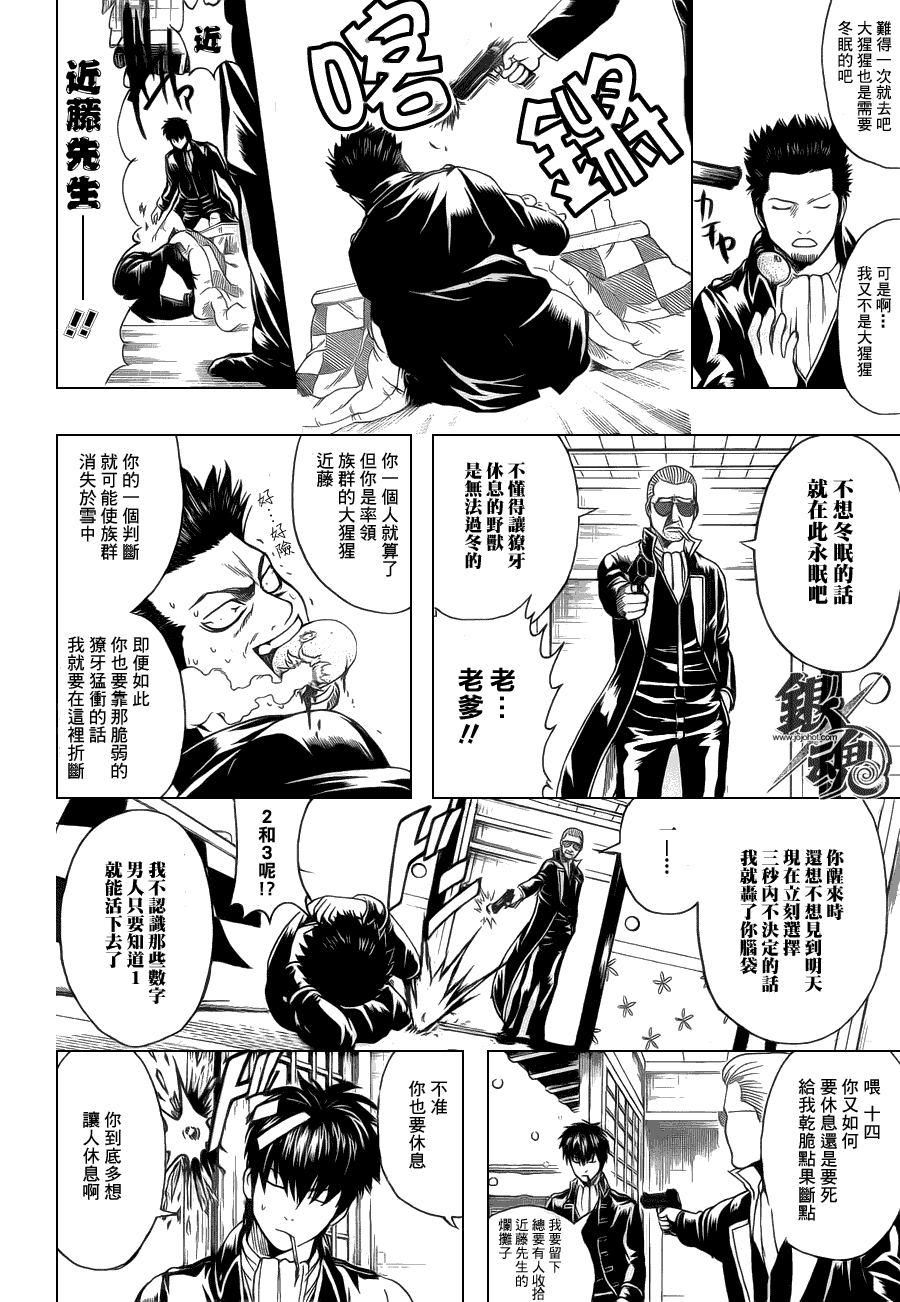 難得一次就去吧
大猩猩也是需要
冬眠的吧
可是啊…
我又不是大猩猩
カチャ
鏘
喀
近
近藤先生——!!
不想冬眠的話
就在此永眠吧
不懂得讓獠牙
休息的野獸
是無法過冬的
老…
老爹!!
銀魂
www.jojohot.com
你一個人就算了
但你是率領
族群的大猩猩
近藤
好…好險
你的一個判斷
就可能使族群
消失於雪中
即便如此
你也要靠那脆弱的
獠牙猛衝的話
我就要在這裡折斷
你醒來時
還想不想見到明天
現在立刻選擇
三秒內不決定的話
我就轟了你腦袋
一…
2和3呢!?
我不認識那些數字
男人只要知道1
就能活下去了
喂 十四
你又如何
要休息還是要死
給我乾脆點果斷點
我要留下
總要有人收拾
近藤先生的
爛攤子
不准
你也要休息
你到底多想
讓人休息啊